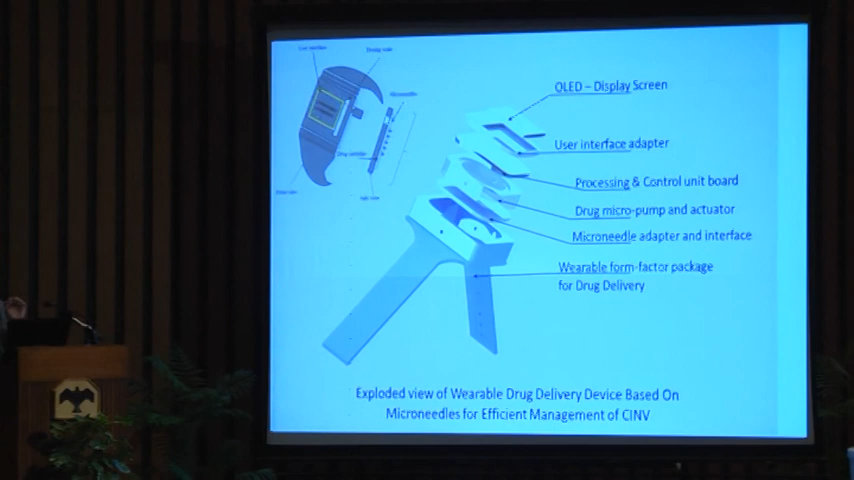 OLED – Display Screen
User interface adapter
Processing & Control unit board
Drug micro-pump and actuator
Microneedle adapter and interface
Wearable form-factor package
for Drug Delivery
Exploded view of Wearable Drug Delivery Device Based On
Microneedles for Efficient Management of CINV